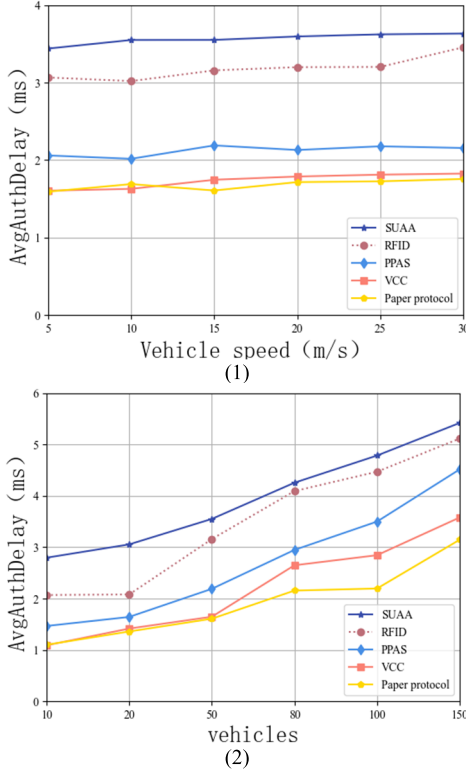 4
3
2
1
0
AvgAuthDelay (ms)
SUAA
RFID
PPAS
VCC
Paper protocol
5 10 15 20 25 30
Vehicle speed (m/s)
(1)
6
5
4
3
2
1
0
AvgAuthDelay (ms)
SUAA
RFID
PPAS
VCC
Paper protocol
10 20 50 80 100 150
vehicles
(2)